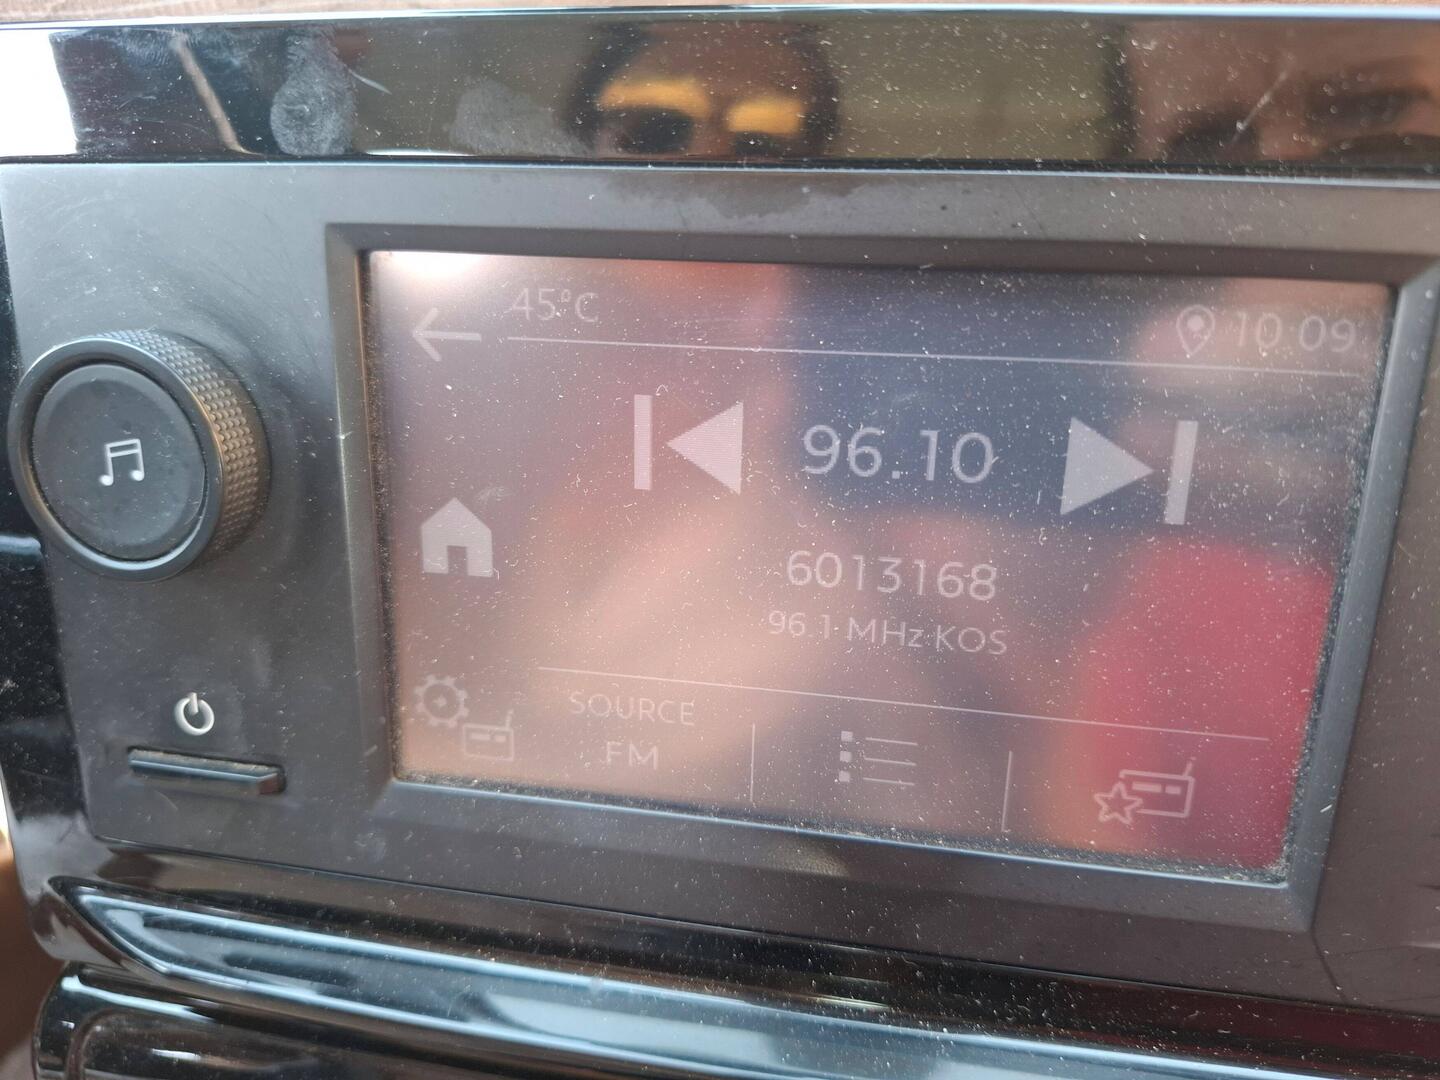 45°C
10:09
96.10
6013168
96.1 MHz KOS
SOURCE
FM